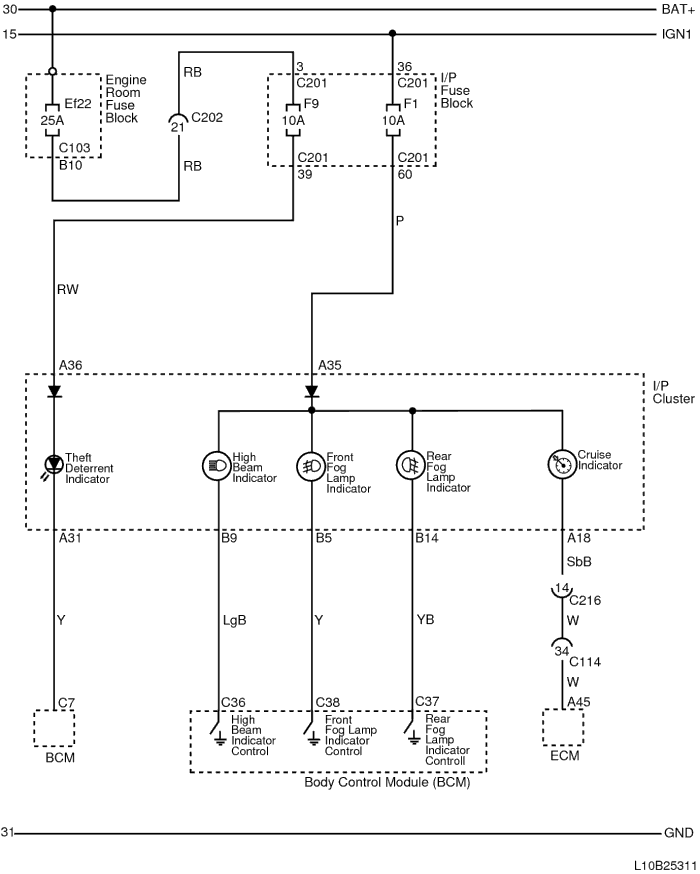 30
BAT+
15
IGN1
Engine
Room
Fuse
Block
Ef22
25A
C103
B10
RB
21
C202
RB
3
C201
F9
10A
C201
39
36
C201
F1
10A
C201
60
I/P
Fuse
Block
P
RW
A36
A35
I/P
Cluster
Theft
Deterrent
Indicator
High
Beam
Indicator
Front
Fog
Lamp
Indicator
Rear
Fog
Lamp
Indicator
Cruise
Indicator
A31
B9
B5
B14
A18
SbB
14
C216
Y
LgB
Y
YB
W
34
C114
W
C7
C36
C38
C37
A45
High
Beam
Indicator
Control
Front
Fog Lamp
Indicator
Control
Rear
Fog
Lamp
Indicator
Controll
BCM
ECM
Body Control Module (BCM)
31
GND
L10B25311